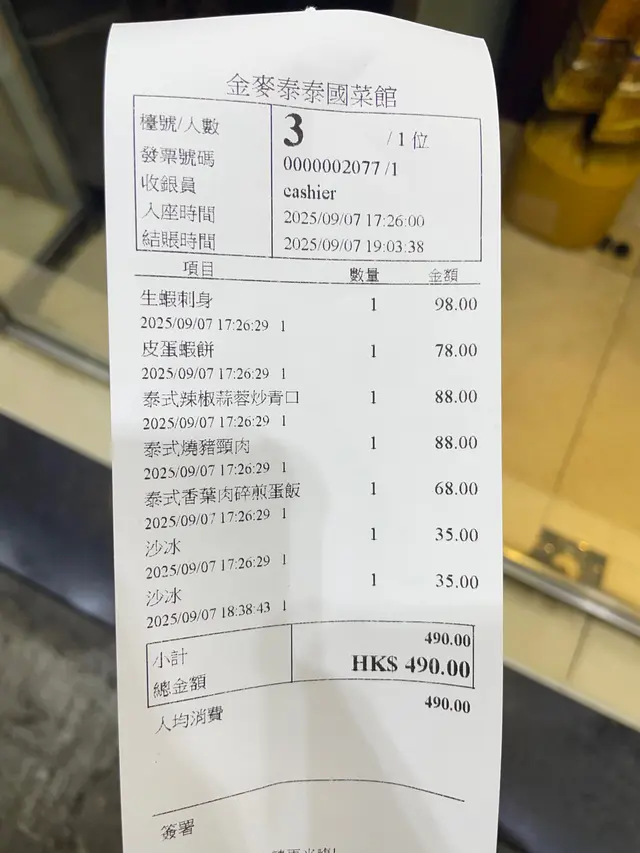 金麥泰泰國菜館
檯號/人數 3 / 1 位
發票號碼 0000002077 /1
收銀員 cashier
入座時間 2025/09/07 17:26:00
結賬時間 2025/09/07 19:03:38
項目 數量 金額
生蝦刺身 1 98.00
2025/09/07 17:26:29 1
皮蛋蝦餅 1 78.00
2025/09/07 17:26:29 1
泰式辣椒蒜蓉炒青口 1 88.00
2025/09/07 17:26:29 1
泰式燒豬頸肉 1 88.00
2025/09/07 17:26:29 1
泰式香葉肉碎煎蛋飯 1 68.00
2025/09/07 17:26:29 1
沙冰 1 35.00
2025/09/07 17:26:29 1
沙冰 1 35.00
2025/09/07 18:38:43 1
小計 490.00
總金額 HK$ 490.00
人均消費 490.00
簽署